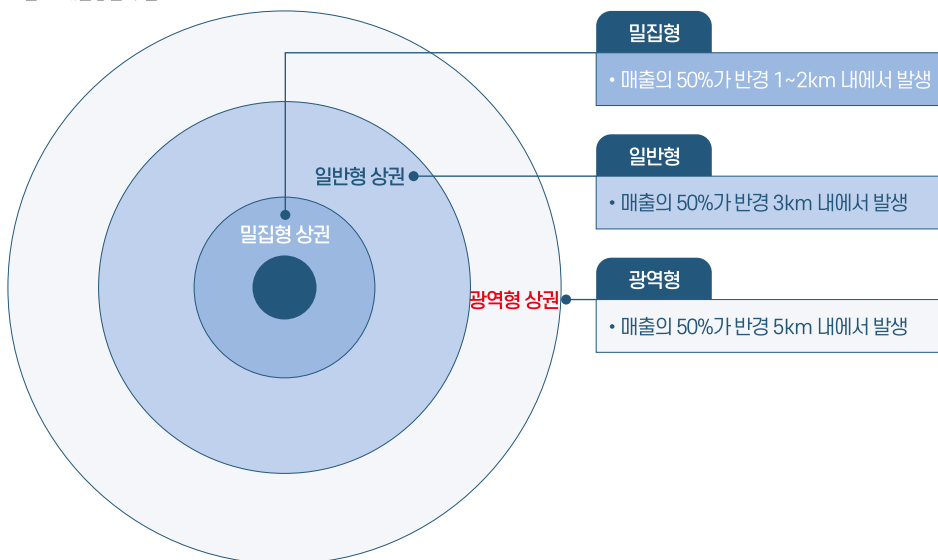 밀집형
• 매출의 50%가 반경 1~2km 내에서 발생
일반형
일반형 상권
• 매출의 50%가 반경 3km 내에서 발생
밀집형 상권
광역형
광역형 상권
• 매출의 50%가 반경 5km 내에서 발생